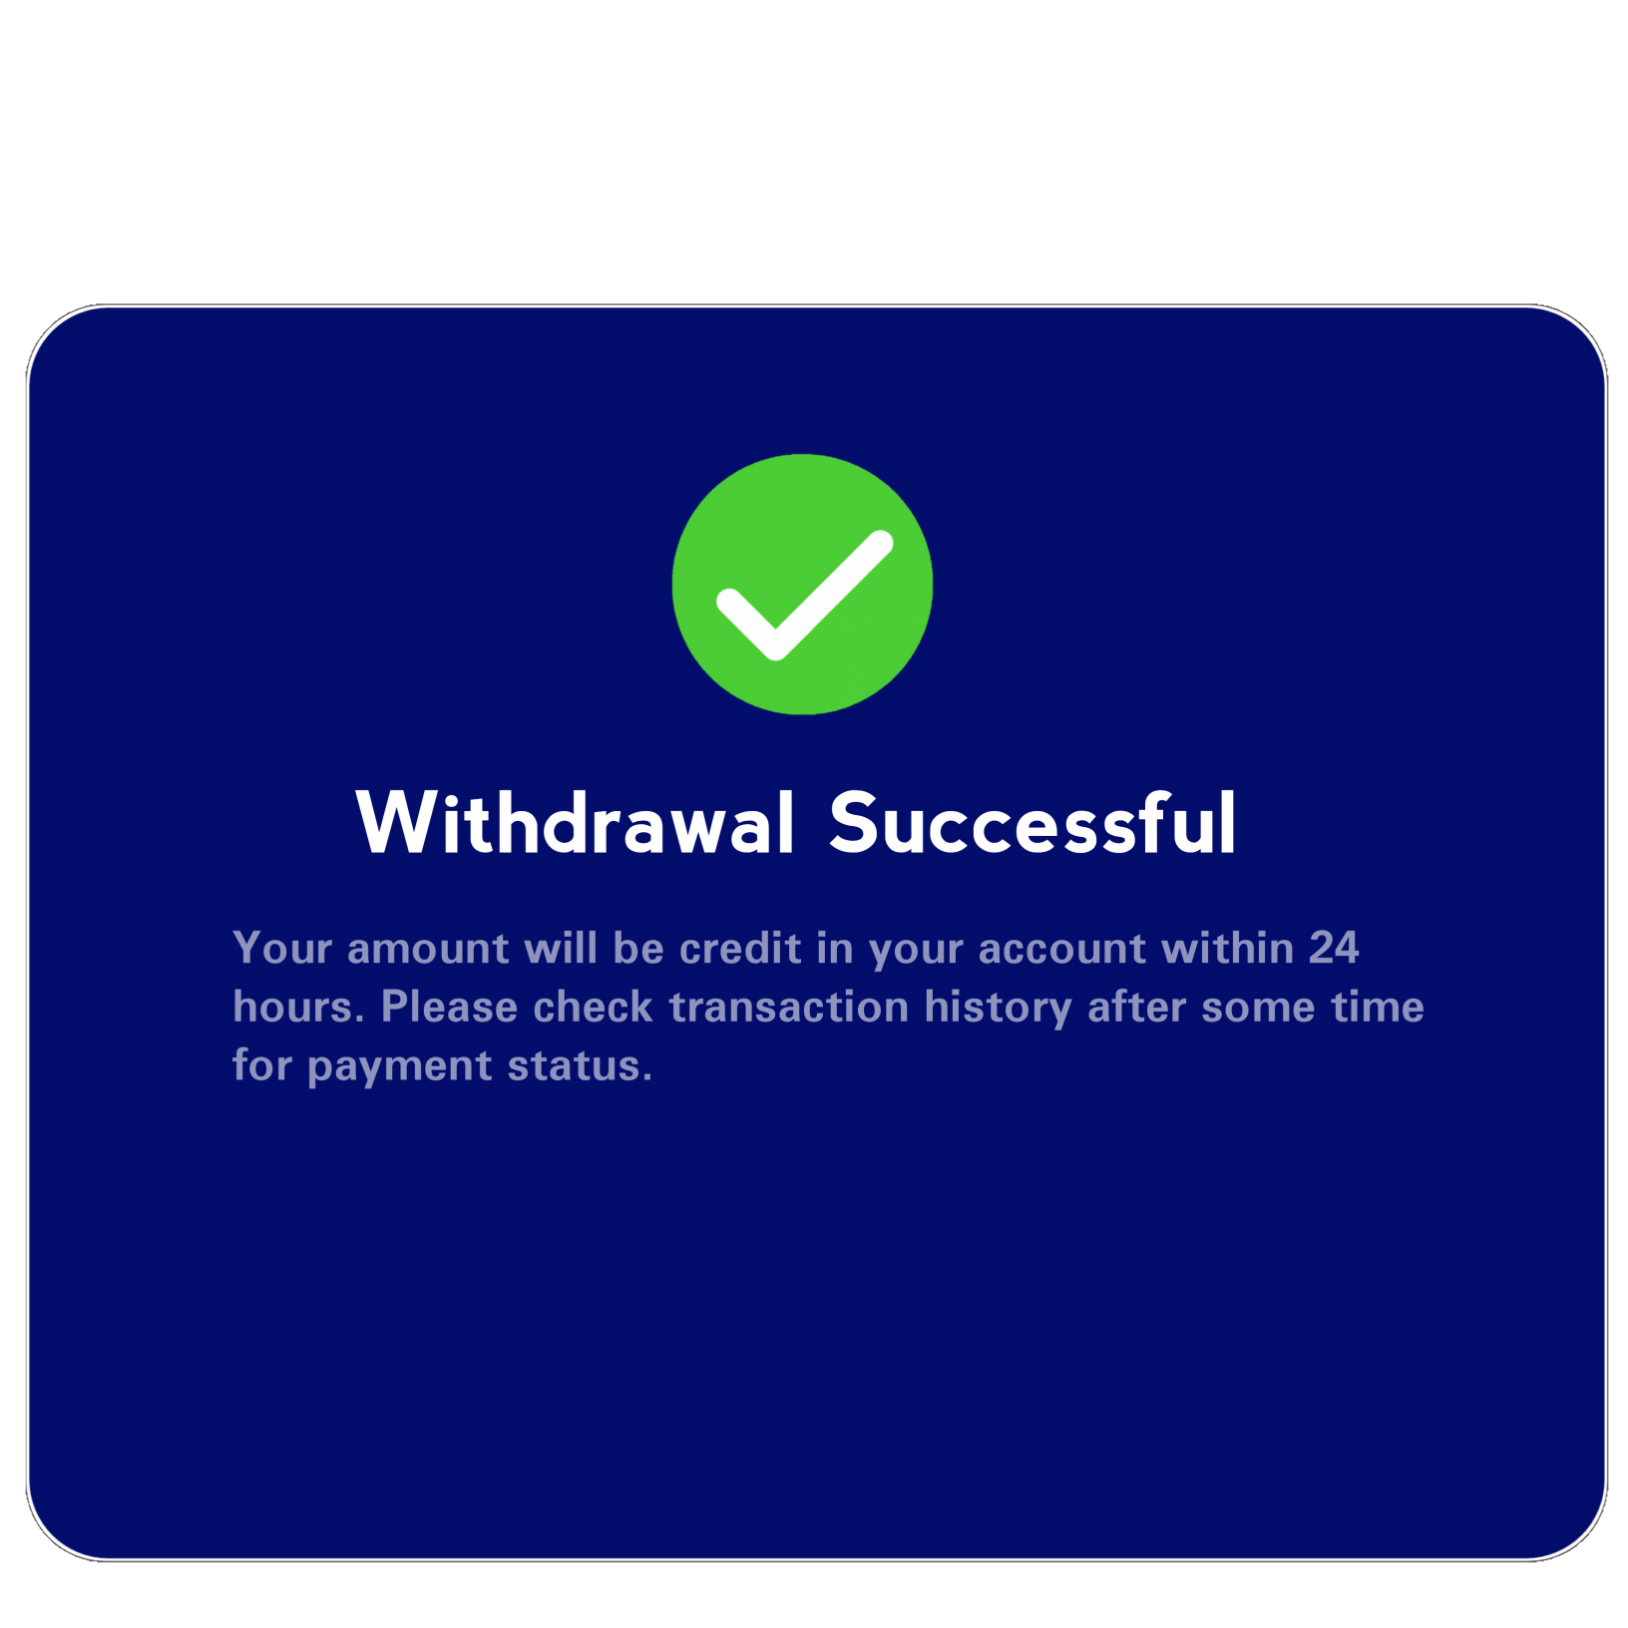 Withdrawal Successful
Your amount will be credit in your account within 24
hours. Please check transaction history after some time
for payment status.